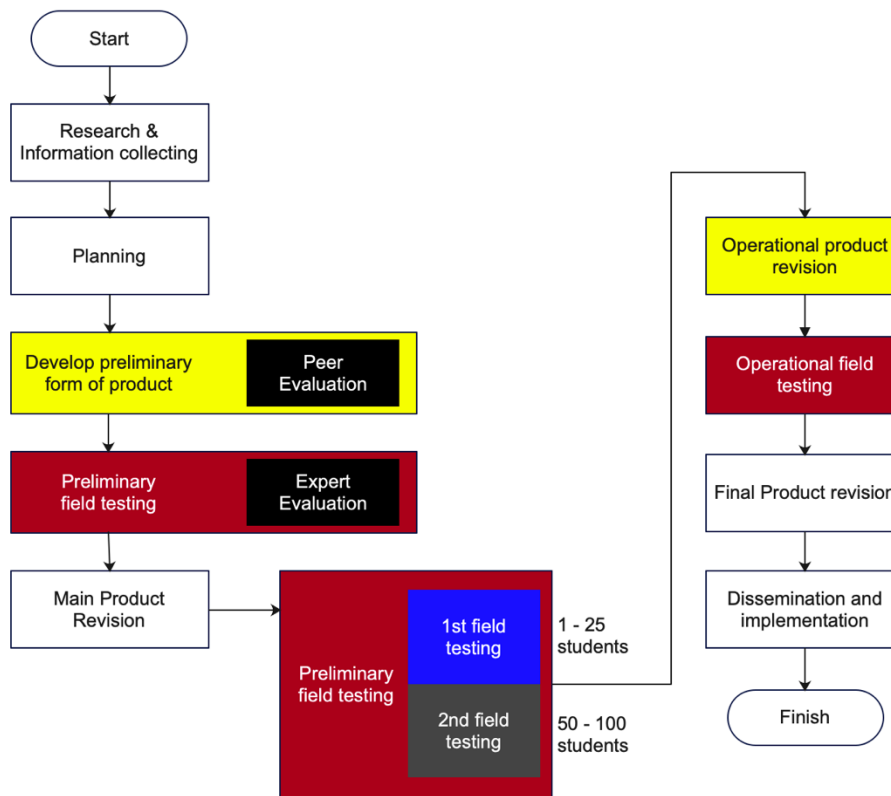 Start
Research &
Information collecting
Planning
Develop preliminary
form of product
Peer
Evaluation
Preliminary
field testing
Expert
Evaluation
Main Product
Revision
Preliminary
field testing
1st field
testing
1 - 25
students
2nd field
testing
50 - 100
students
Operational product
revision
Operational field
testing
Final Product revision
Dissemination and
implementation
Finish